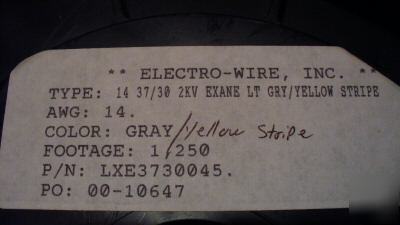 ** ELECTRO-WIRE, INC. **
TYPE: 14 37/30 2KV EXANE LT GRY/YELLOW STRIPE
AWG: 14.
COLOR: GRAY/Yellow Stripe
FOOTAGE: 1,250
P/N: LXE3730045.
PO: 00-10647